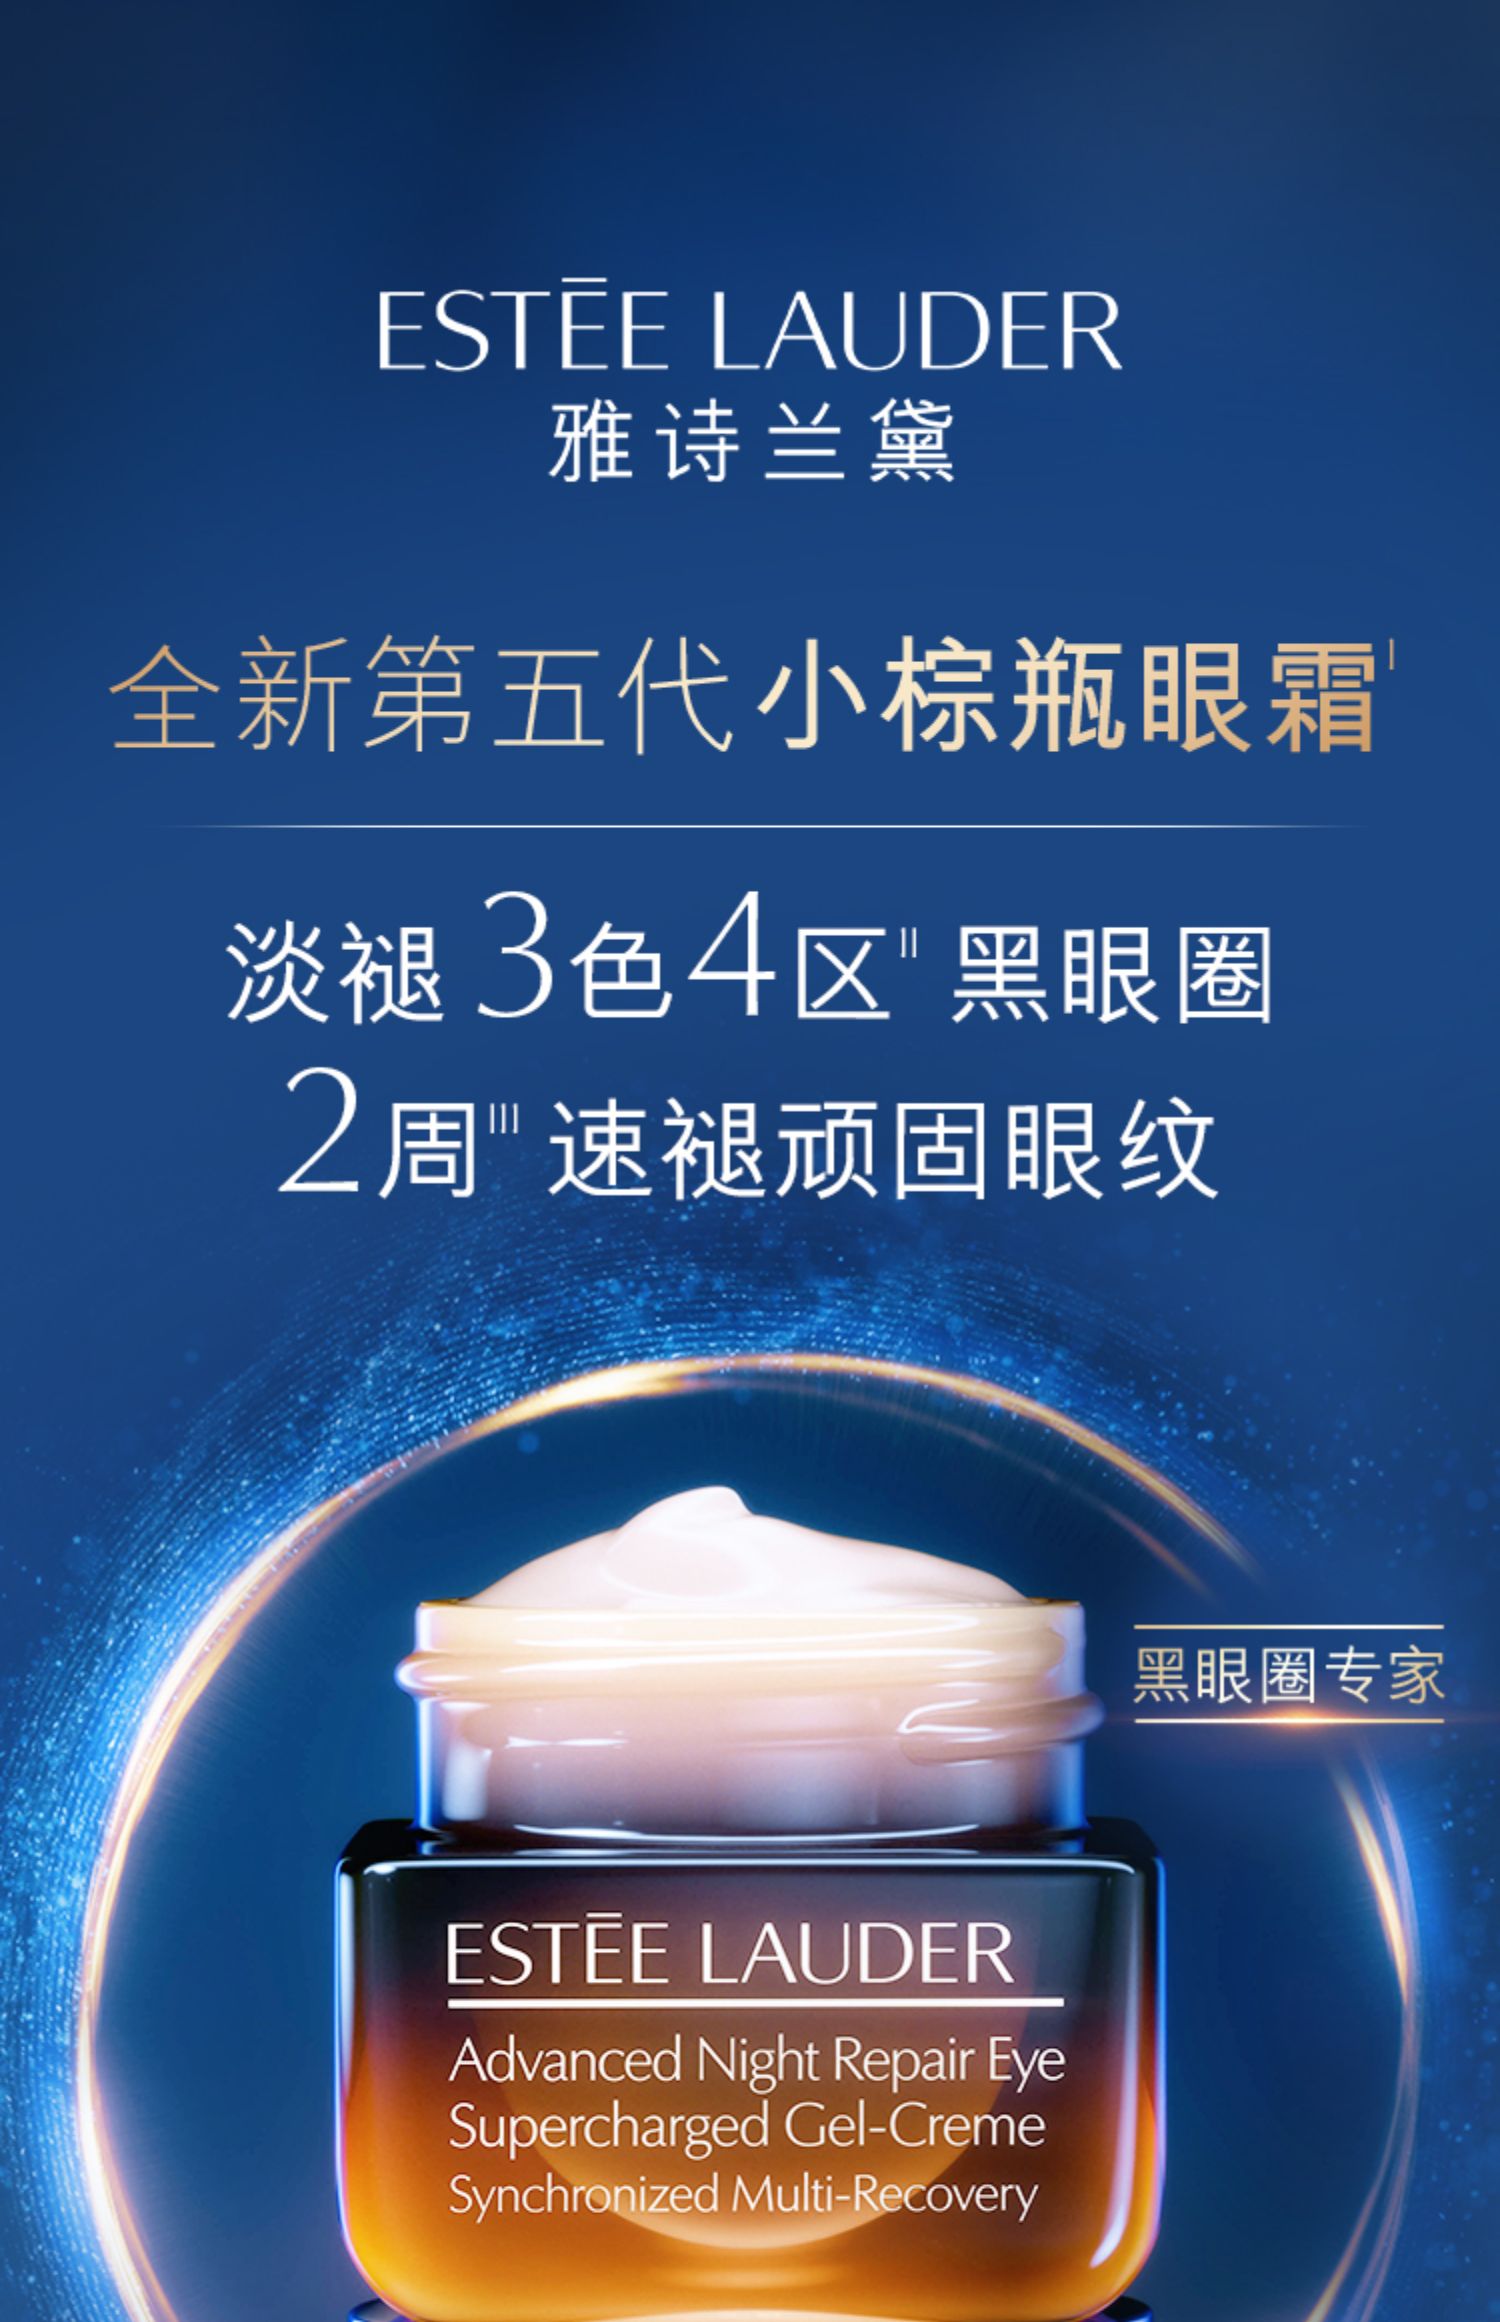 ESTĒE LAUDER
雅诗兰黛
全新第五代小棕瓶眼霜I
淡褪3色4区II 黑眼圈
2周III 速褪顽固眼纹
黑眼圈专家
ESTĒE LAUDER
Advanced Night Repair Eye
Supercharged Gel-Creme
Synchronized Multi-Recovery